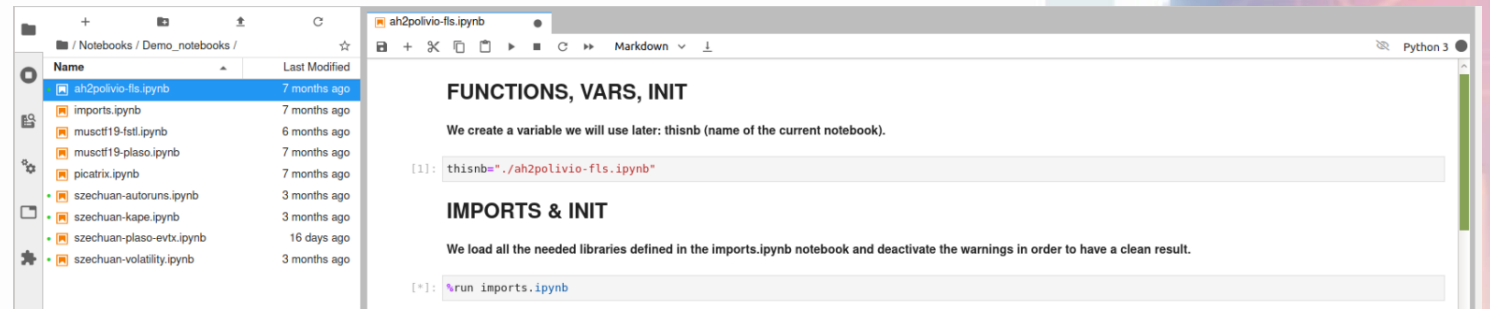 / Notebooks / Demo_notebooks /
Name Last Modified
ah2polivio-fls.ipynb 7 months ago
imports.ipynb 7 months ago
musctf19-fstl.ipynb 6 months ago
musctf19-plaso.ipynb 7 months ago
picatrix.ipynb 7 months ago
szechuan-autoruns.ipynb 3 months ago
szechuan-kape.ipynb 3 months ago
szechuan-plaso-evtx.ipynb 16 days ago
szechuan-volatility.ipynb 3 months ago
ah2polivio-fls.ipynb
Markdown Python 3
FUNCTIONS, VARS, INIT
We create a variable we will use later: thisnb (name of the current notebook).
[1]: thisnb="./ah2polivio-fls.ipynb"
IMPORTS & INIT
We load all the needed libraries defined in the imports.ipynb notebook and deactivate the warnings in order to have a clean result.
[*]: %run imports.ipynb